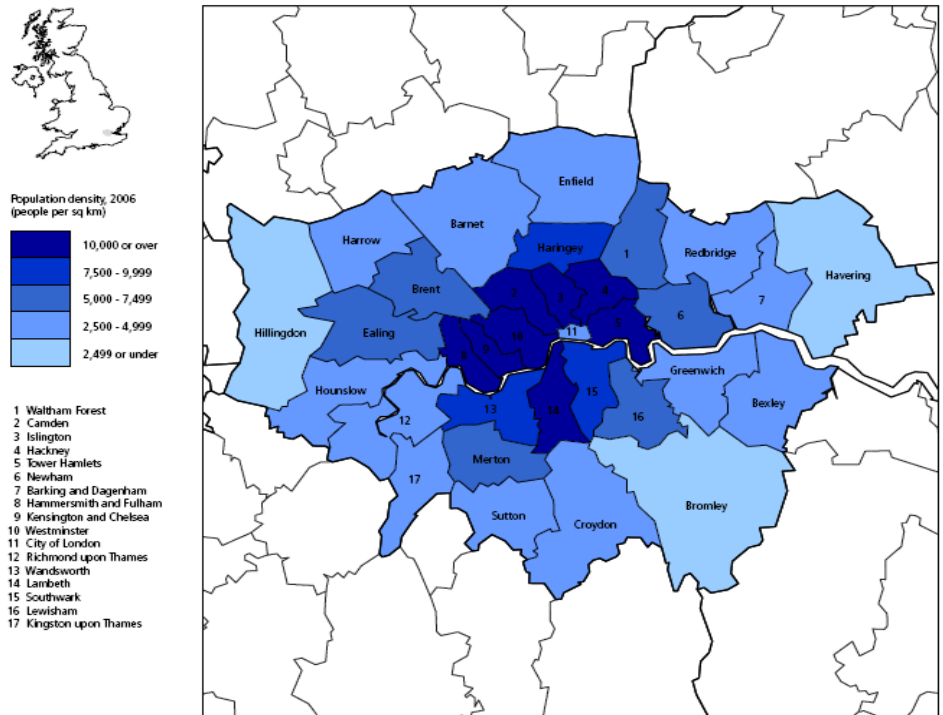 Population density, 2006
(people per sq km)
10,000 or over
7,500 - 9,999
5,000 - 7,499
2,500 - 4,999
2,499 or under
1 Waltham Forest
2 Camden
3 Islington
4 Hackney
5 Tower Hamlets
6 Newham
7 Barking and Dagenham
8 Hammersmith and Fulham
9 Kensington and Chelsea
10 Westminster
11 City of London
12 Richmond upon Thames
13 Wandsworth
14 Lambeth
15 Southwark
16 Lewisham
17 Kingston upon Thames
Enfield
Barnet
Harrow
Haringey
1
Redbridge
Havering
Brent
2
3
4
7
Hillingdon
Ealing
6
5
11
10
9
8
Hounslow
Greenwich
12
13
14
15
16
Bexley
Merton
17
Sutton
Croydon
Bromley